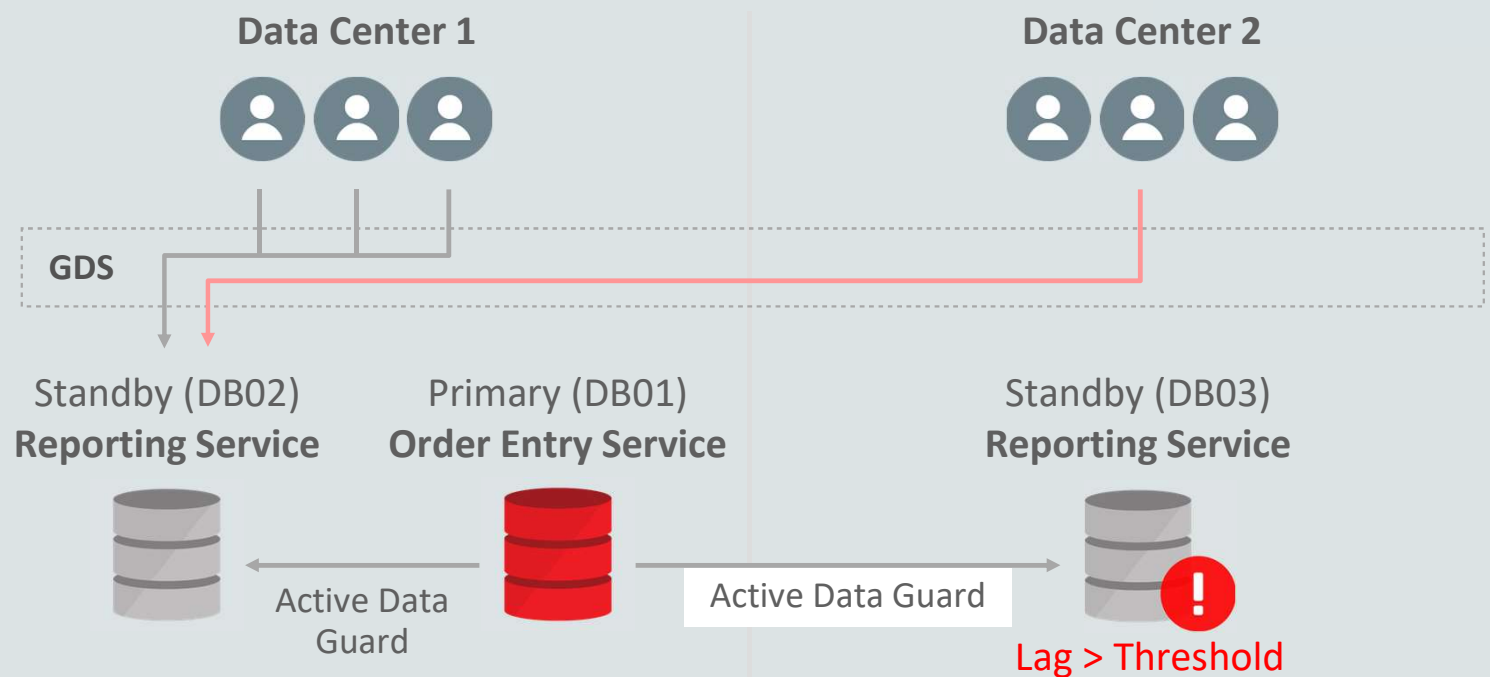 Data Center 1
Data Center 2
GDS
Standby (DB02)
Reporting Service
Primary (DB01)
Order Entry Service
Standby (DB03)
Reporting Service
Active Data
Guard
Active Data Guard
!
Lag > Threshold